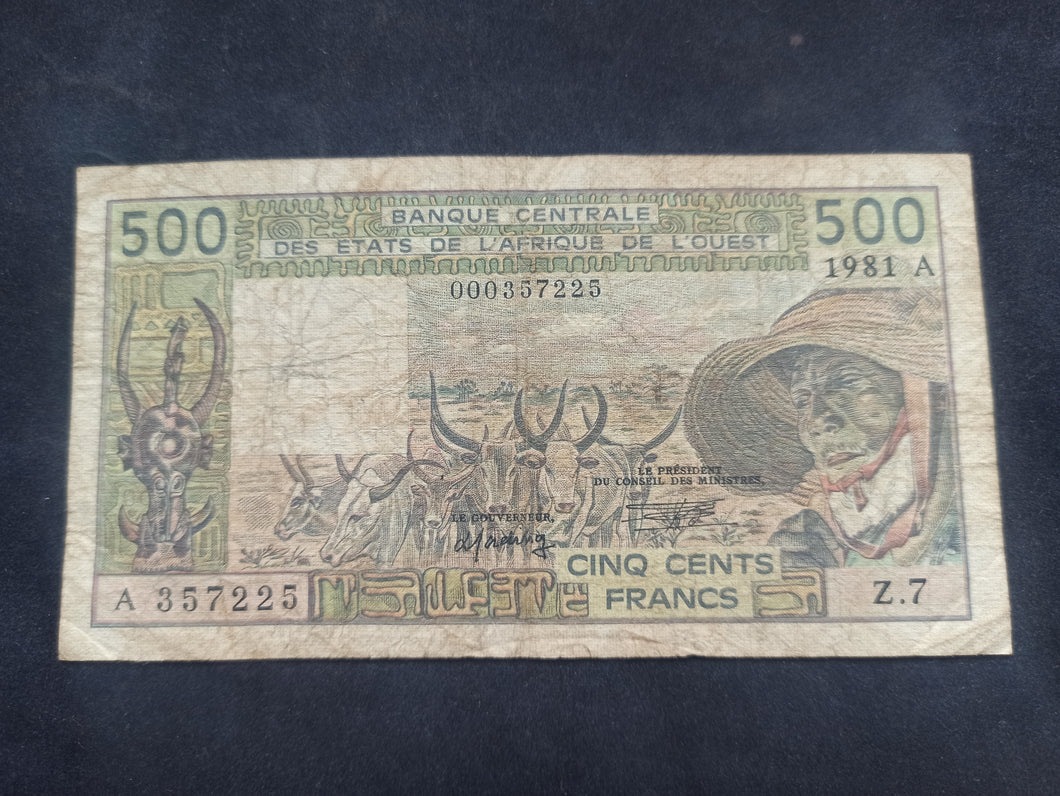 500
BANQUE CENTRALE
DES ETATS DE L'AFRIQUE DE L'OUEST
500
1981 A
000357225
LE PRÉSIDENT
DU CONSEIL DES MINISTRES,
LE GOUVERNEUR,
CINQ CENTS
FRANCS
A 357225
Z.7